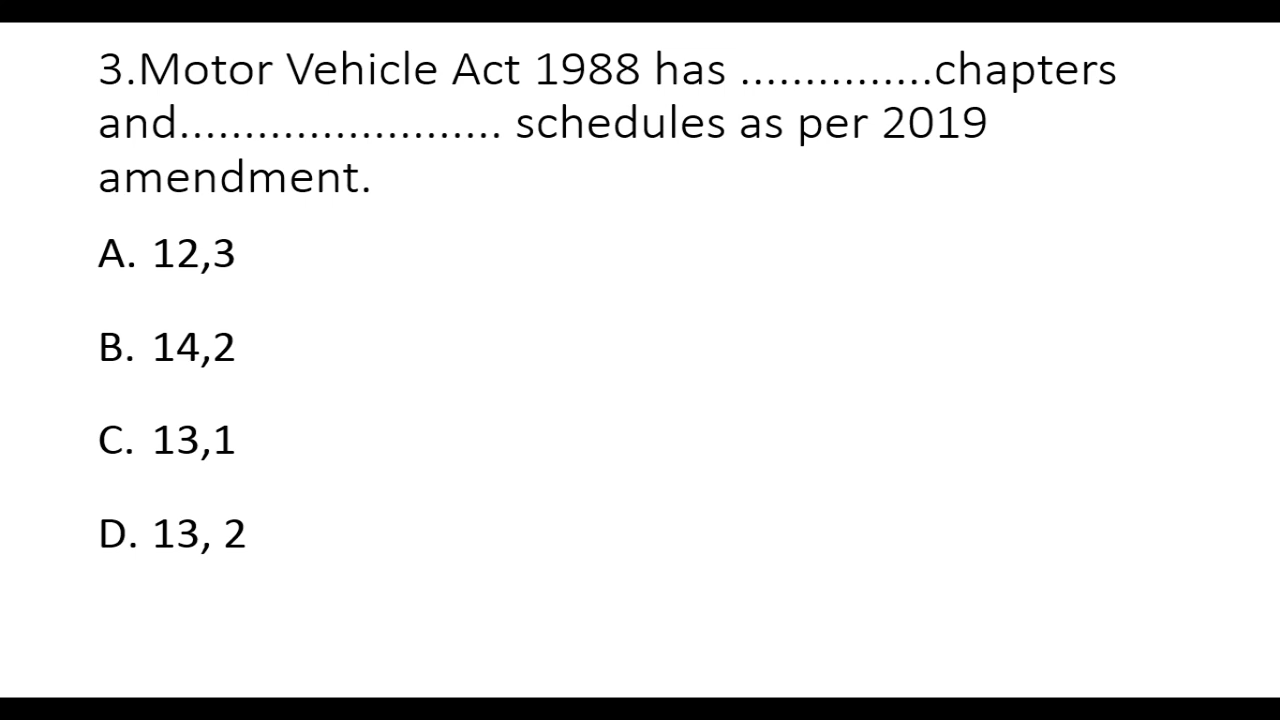 3.Motor Vehicle Act 1988 has ...............chapters
and......................... schedules as per 2019
amendment.
A. 12,3
B. 14,2
C. 13,1
D. 13, 2